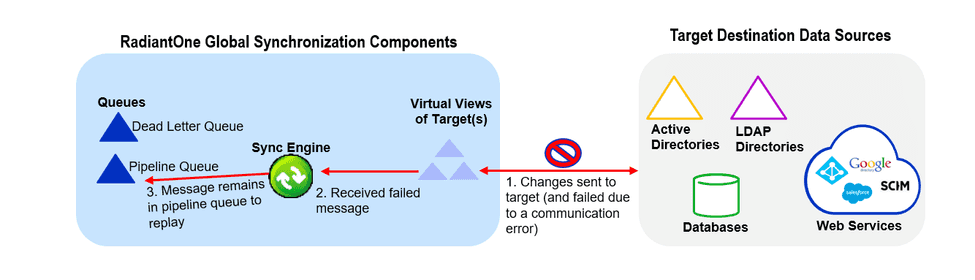 RadiantOne Global Synchronization Components
Target Destination Data Sources
Queues
Dead Letter Queue
Pipeline Queue
3. Message remains
in pipeline queue to
replay
Sync Engine
2. Received failed
message
Virtual Views
of Target(s)
1. Changes sent to
target (and failed due
to a communication
error)
Active
Directories
LDAP
Directories
Databases
Google
directory
salesforce
SCIM
Web Services